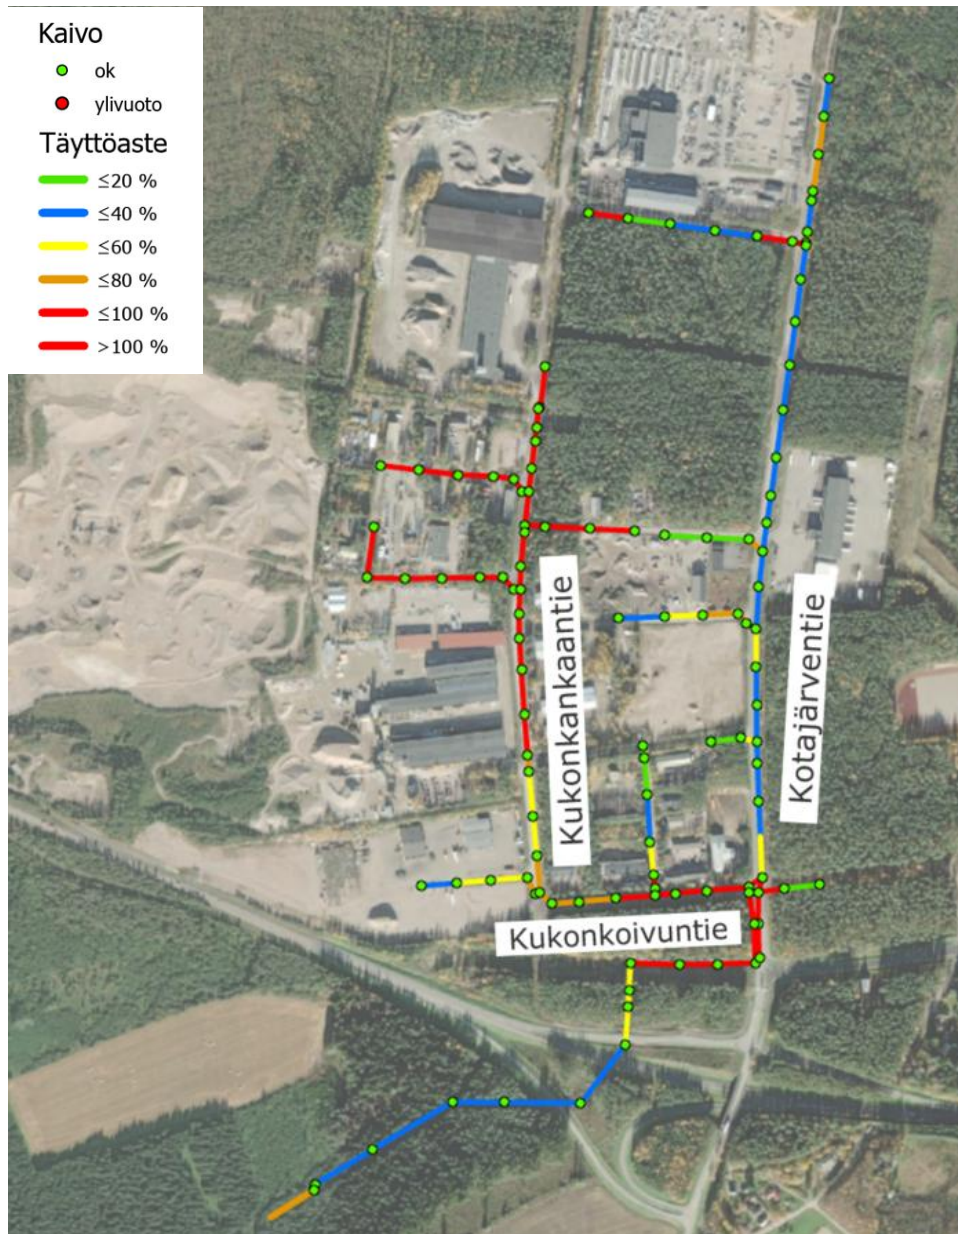 Kaivo
ok
ylivuoto
Täyttöaste
≤20 %
≤40 %
≤60 %
≤80 %
≤100 %
>100 %
Kukonkankaantie
Kotajärventie
Kukonkoivuntie